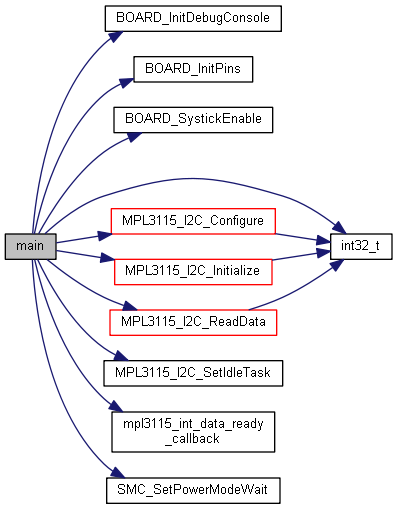 BOARD_InitDebugConsole
BOARD_InitPins
BOARD_SystickEnable
main
MPL3115_I2C_Configure
int32_t
MPL3115_I2C_Initialize
MPL3115_I2C_ReadData
MPL3115_I2C_SetIdleTask
mpl3115_int_data_ready
_callback
SMC_SetPowerModeWait